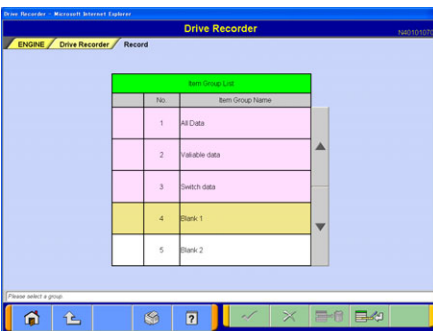 Drive Recorder - Microsoft Internet Explorer
Drive Recorder
N40101070
ENGINE Drive Recorder Record
Item Group List
No. Item Group Name
1 All Data
2 Valiable data
3 Switch data
4 Blank 1
5 Blank 2
Please select a group.
?